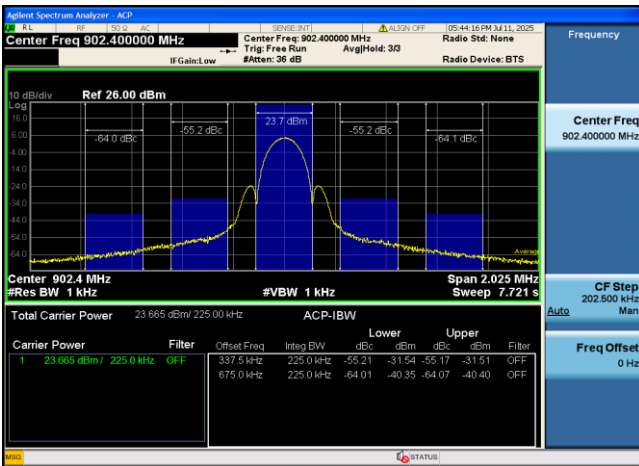 Agilent Spectrum Analyzer - ACP
RL RF 50 Ω AC SENSE:INT ALIGN OFF 05:44:16 PM Jul 11, 2025
Center Freq 902.400000 MHz
Center Freq: 902.400000 MHz Radio Std: None
Trig: Free Run Avg|Hold: 3/3
IFGain:Low #Atten: 36 dB Radio Device: BTS
10 dB/div Ref 26.00 dBm
Log
16.0
6.00
-4.00
-14.0
-24.0
-34.0
-44.0
-54.0
-64.0
-64.0 dBc
-55.2 dBc
23.7 dBm
-55.2 dBc
-64.1 dBc
Average
Center 902.4 MHz Span 2.025 MHz
#Res BW 1 kHz #VBW 1 kHz Sweep 7.721 s
Total Carrier Power 23.665 dBm/ 225.00 kHz ACP-IBW
Lower Upper
Carrier Power Filter Offset Freq Integ BW dBc dBm dBc dBm Filter
1 23.665 dBm / 225.0 kHz OFF 337.5 kHz 225.0 kHz -55.21 -31.54 -55.17 -31.51 OFF
675.0 kHz 225.0 kHz -64.01 -40.35 -64.07 -40.40 OFF
MSG STATUS
Frequency
Center Freq
902.400000 MHz
CF Step
202.500 kHz
Auto Man
Freq Offset
0 Hz